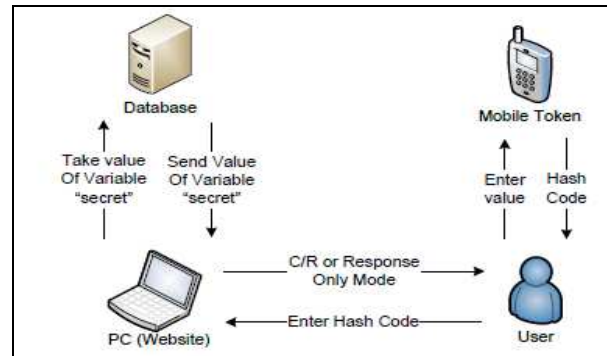 Database
Mobile Token
Take value
Of Variable
"secret"
Send Value
Of Variable
"secret"
Enter
value
Hash
Code
C/R or Response
Only Mode
Enter Hash Code
PC (Website)
User